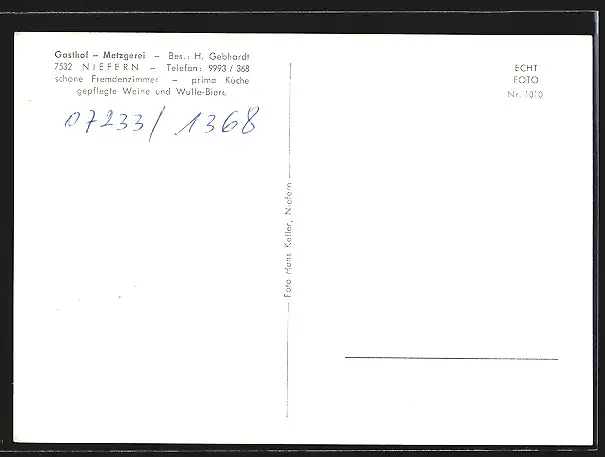 Gasthof – Metzgerei – Bes.: H. Gebhardt
7532 NIEFERN – Telefon: 9993 / 368
schöne Fremdenzimmer – prima Küche
gepflegte Weine und Wulle-Biere
07233/ 1368
Foto Hans Keller, Niefern
ECHT
FOTO
Nr. 1010